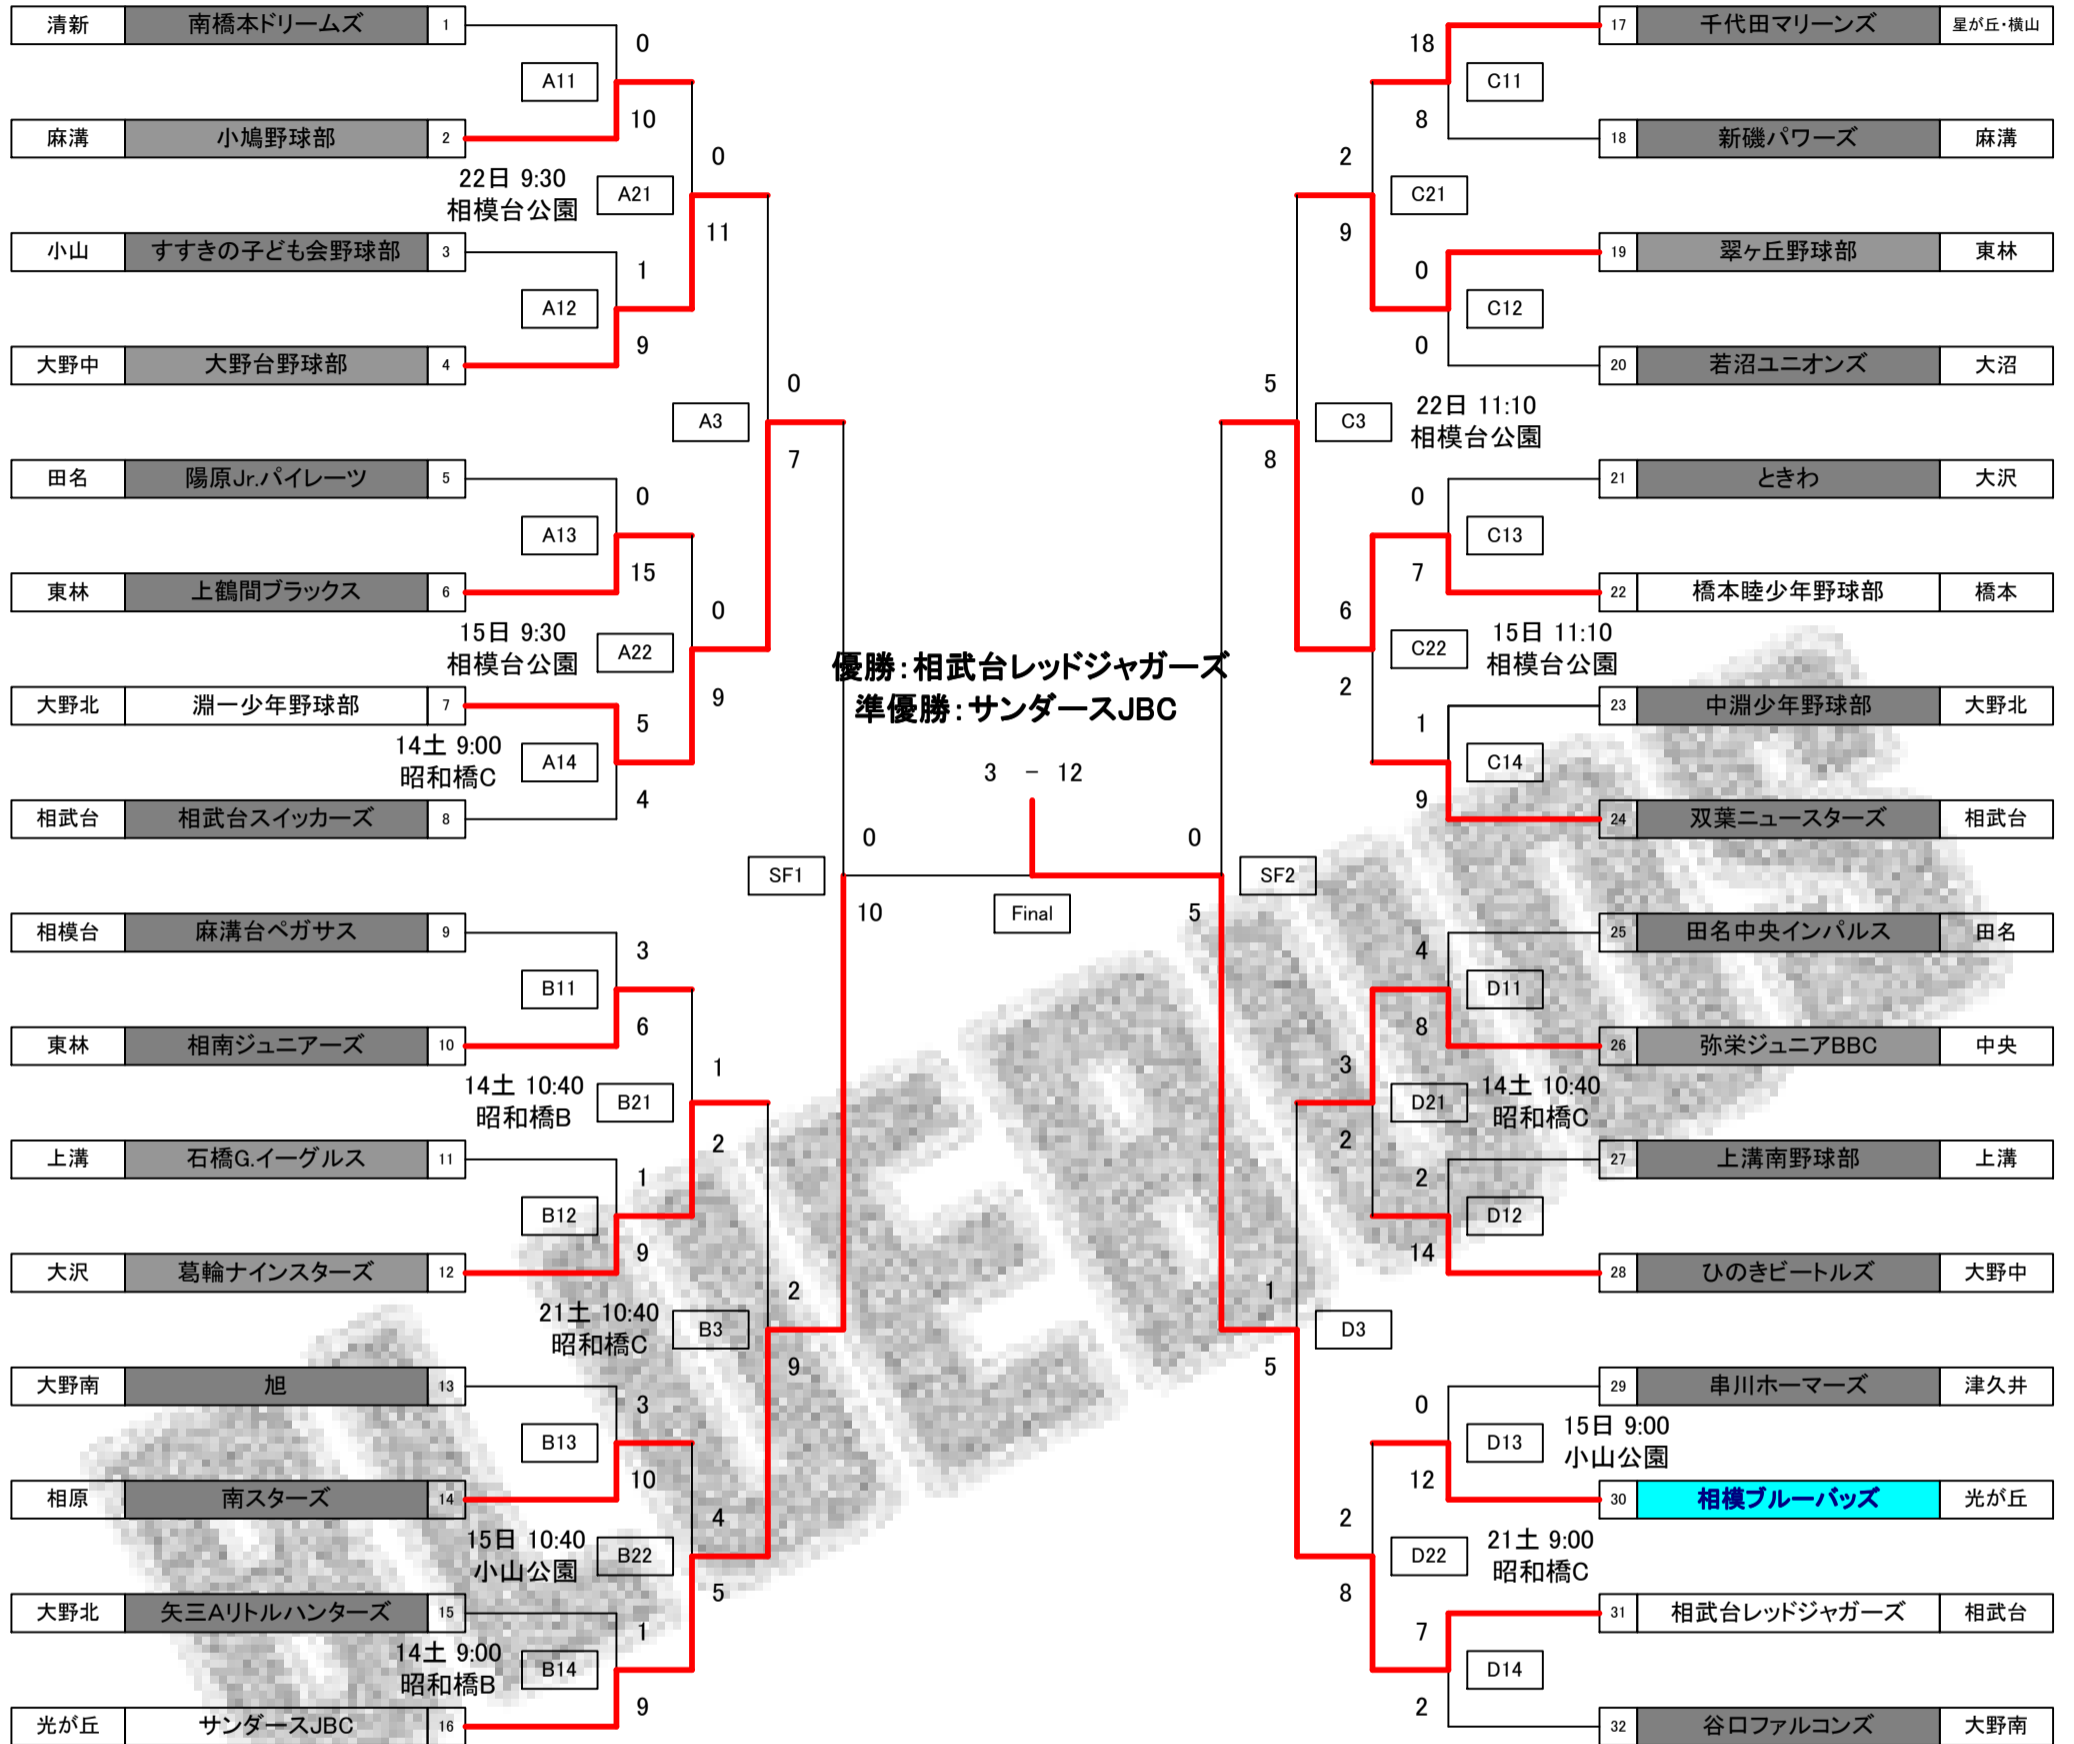 清新 南橋本ドリームズ 1
0
A11
10
麻溝 小鳩野球部 2
0
22日 9:30
相模台公園
A21
11
小山 すすきの子ども会野球部 3
1
A12
9
大野中 大野台野球部 4
0
A3
7
田名 陽原Jr.パイレーツ 5
0
A13
15
東林 上鶴間ブラックス 6
0
15日 9:30
相模台公園
A22
9
大野北 淵一少年野球部 7
5
14土 9:00
昭和橋C
A14
4
相武台 相武台スイッカーズ 8
0
SF1
10
相模台 麻溝台ペガサス 9
3
B11
6
東林 相南ジュニアーズ 10
1
14土 10:40
昭和橋B
B21
2
上溝 石橋G.イーグルス 11
1
B12
9
大沢 葛輪ナインスターズ 12
2
21土 10:40
昭和橋C
B3
9
大野南 旭 13
3
B13
10
相原 南スターズ 14
4
15日 10:40
小山公園
B22
5
大野北 矢三Aリトルハンターズ 15
1
14土 9:00
昭和橋B
B14
9
光が丘 サンダースJBC 16
優勝：相武台レッドジャガーズ
準優勝：サンダースJBC
3 － 12
Final
17 千代田マリーンズ 星が丘・横山
18
C11
8
18 新磯パワーズ 麻溝
2
C21
9
19 翠ヶ丘野球部 東林
0
C12
0
20 若沼ユニオンズ 大沼
5
C3
22日 11:10
相模台公園
8
21 ときわ 大沢
0
C13
7
22 橋本睦少年野球部 橋本
6
C22
15日 11:10
相模台公園
2
23 中淵少年野球部 大野北
1
C14
9
24 双葉ニュースターズ 相武台
0
SF2
5
25 田名中央インパルス 田名
4
D11
8
26 弥栄ジュニアBBC 中央
3
D21
14土 10:40
昭和橋C
2
27 上溝南野球部 上溝
2
D12
14
28 ひのきビートルズ 大野中
1
D3
5
29 串川ホーマーズ 津久井
0
D13
15日 9:00
小山公園
12
30 相模ブルーバッズ 光が丘
2
D22
21土 9:00
昭和橋C
8
31 相武台レッドジャガーズ 相武台
7
D14
2
32 谷口ファルコンズ 大野南